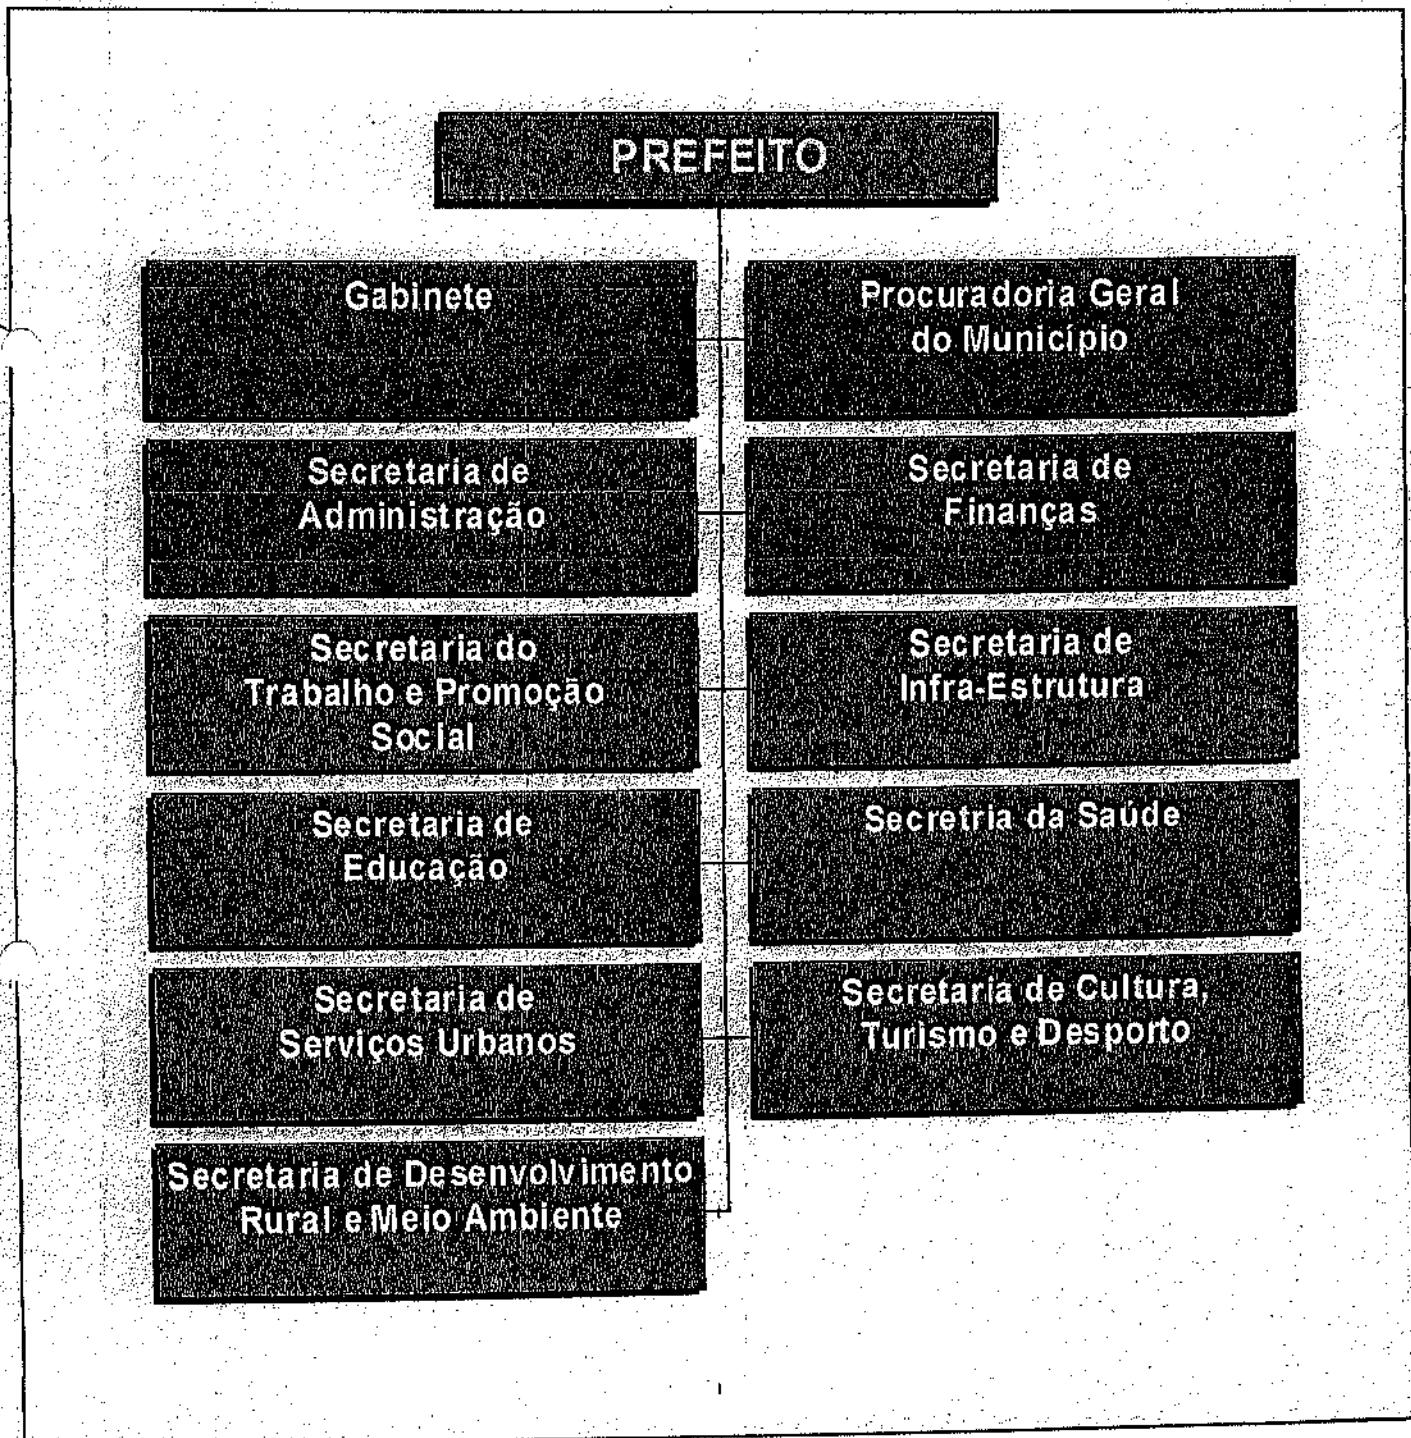 PREFEITO
Gabinete
Procuradoria Geral
do Município
Secretaria de
Administração
Secretaria de
Finanças
Secretaria do
Trabalho e Promoção
Social
Secretaria de
Infra-Estrutura
Secretaria de
Educação
Secretria da Saúde
Secretaria de
Serviços Urbanos
Secretaria de Cultura,
Turismo e Desporto
Secretaria de Desenvolvimento
Rural e Meio Ambiente